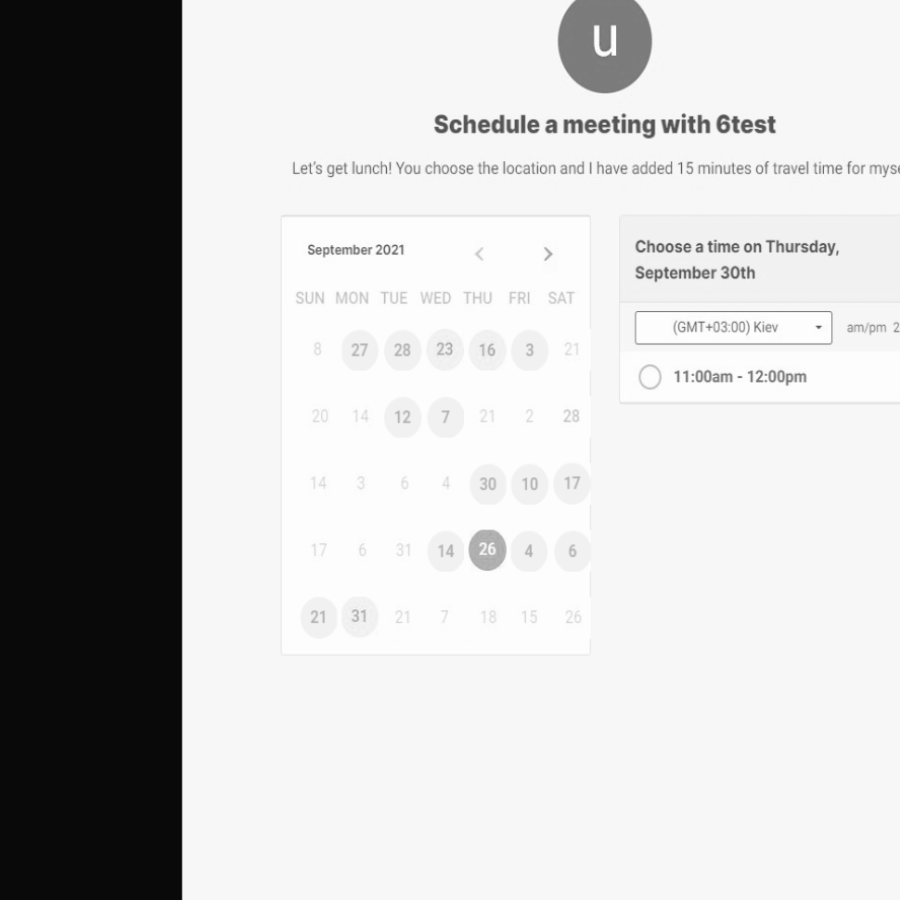 u
Schedule a meeting with 6test
Let's get lunch! You choose the location and I have added 15 minutes of travel time for myse
September 2021
SUN MON TUE WED THU FRI SAT
8 27 28 23 16 3 21
20 14 12 7 21 2 28
14 3 6 4 30 10 17
17 6 31 14 26 4 6
21 31 21 7 18 15 26
Choose a time on Thursday,
September 30th
(GMT+03:00) Kiev am/pm 2
11:00am - 12:00pm